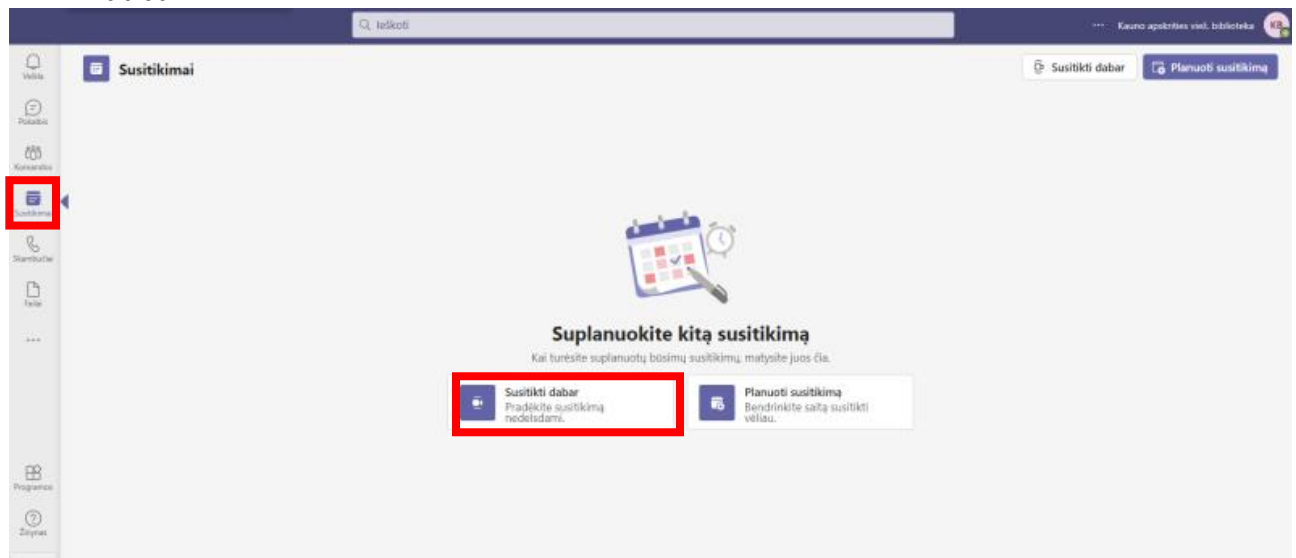 Ieškoti
Kauno apskrities vieš. biblioteka
KB
Veikla
Susitikimai
Susitikti dabar
Planuoti susitikimą
Pokalbis
Komandos
Susitikimai
Skambučiai
Failai
Suplanuokite kitą susitikimą
Kai turėsite suplanuotų būsimų susitikimų, matysite juos čia.
Susitikti dabar
Pradėkite susitikimą
nedelsdami.
Planuoti susitikimą
Bendrinkite saitą susitikti
vėliau.
Programos
Žinynas